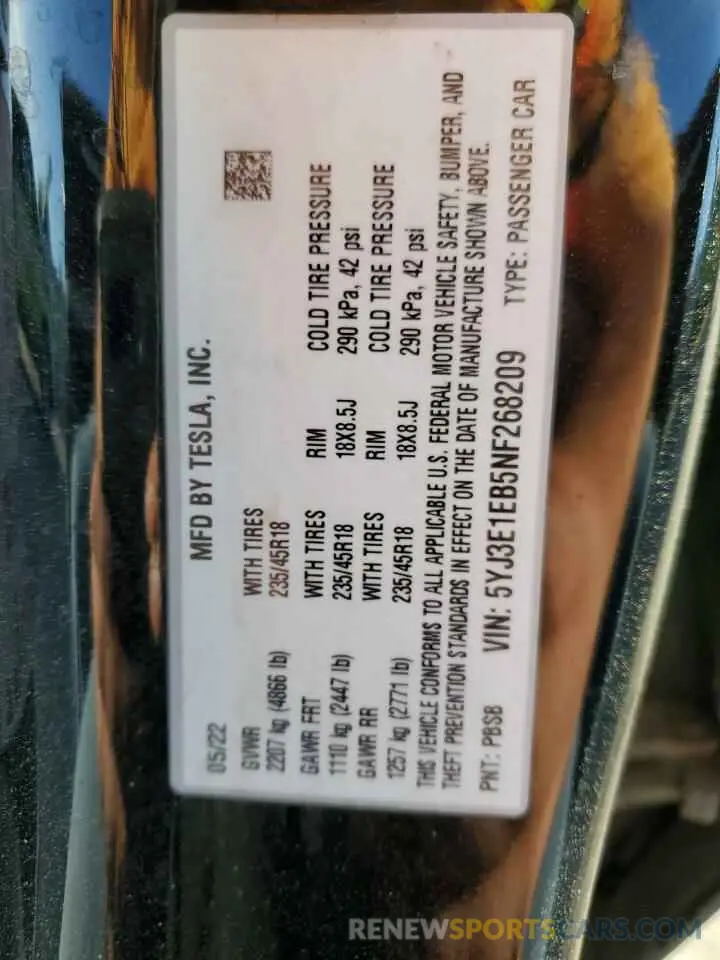 MFD BY TESLA, INC.
05/22
GVWR WITH TIRES
2207 kg (4866 lb) 235/45R18
GAWR FRT WITH TIRES RIM COLD TIRE PRESSURE
1110 kg (2447 lb) 235/45R18 18X8.5J 290 kPa, 42 psi
GAWR RR WITH TIRES RIM COLD TIRE PRESSURE
1257 kg (2771 lb) 235/45R18 18X8.5J 290 kPa, 42 psi
THIS VEHICLE CONFORMS TO ALL APPLICABLE U.S. FEDERAL MOTOR VEHICLE SAFETY, BUMPER, AND
THEFT PREVENTION STANDARDS IN EFFECT ON THE DATE OF MANUFACTURE SHOWN ABOVE.
PNT: PBSB VIN: 5YJ3E1EB5NF268209 TYPE: PASSENGER CAR
RENEWSPORTSCARS.COM